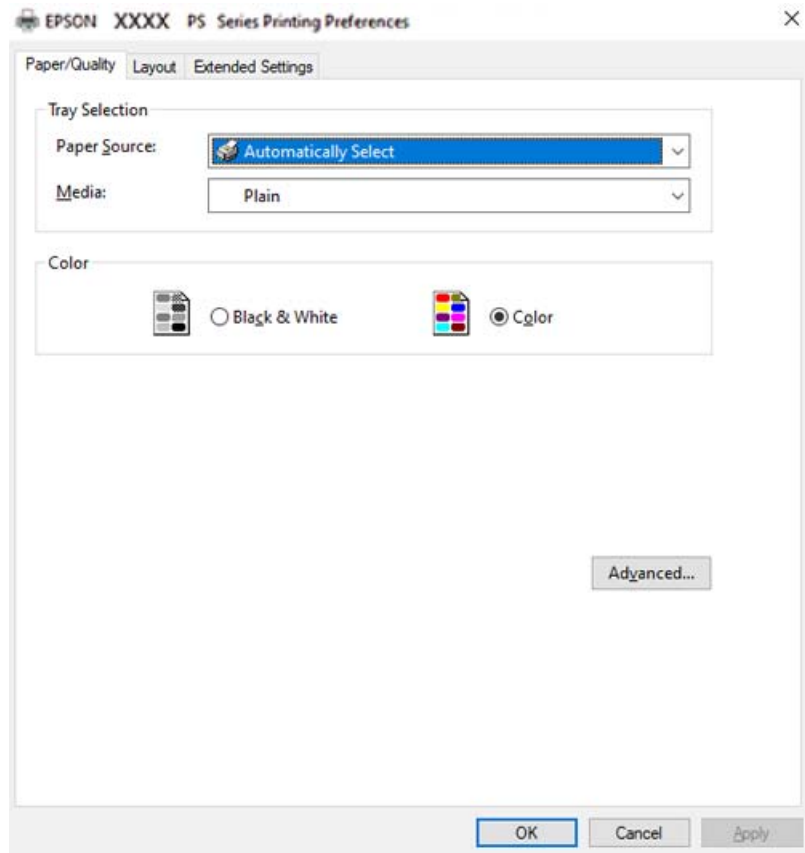 EPSON XXXX PS Series Printing Preferences
Paper/Quality Layout Extended Settings
Tray Selection
Paper Source: Automatically Select
Media: Plain
Color
Black & White Color
Advanced...
OK Cancel Apply